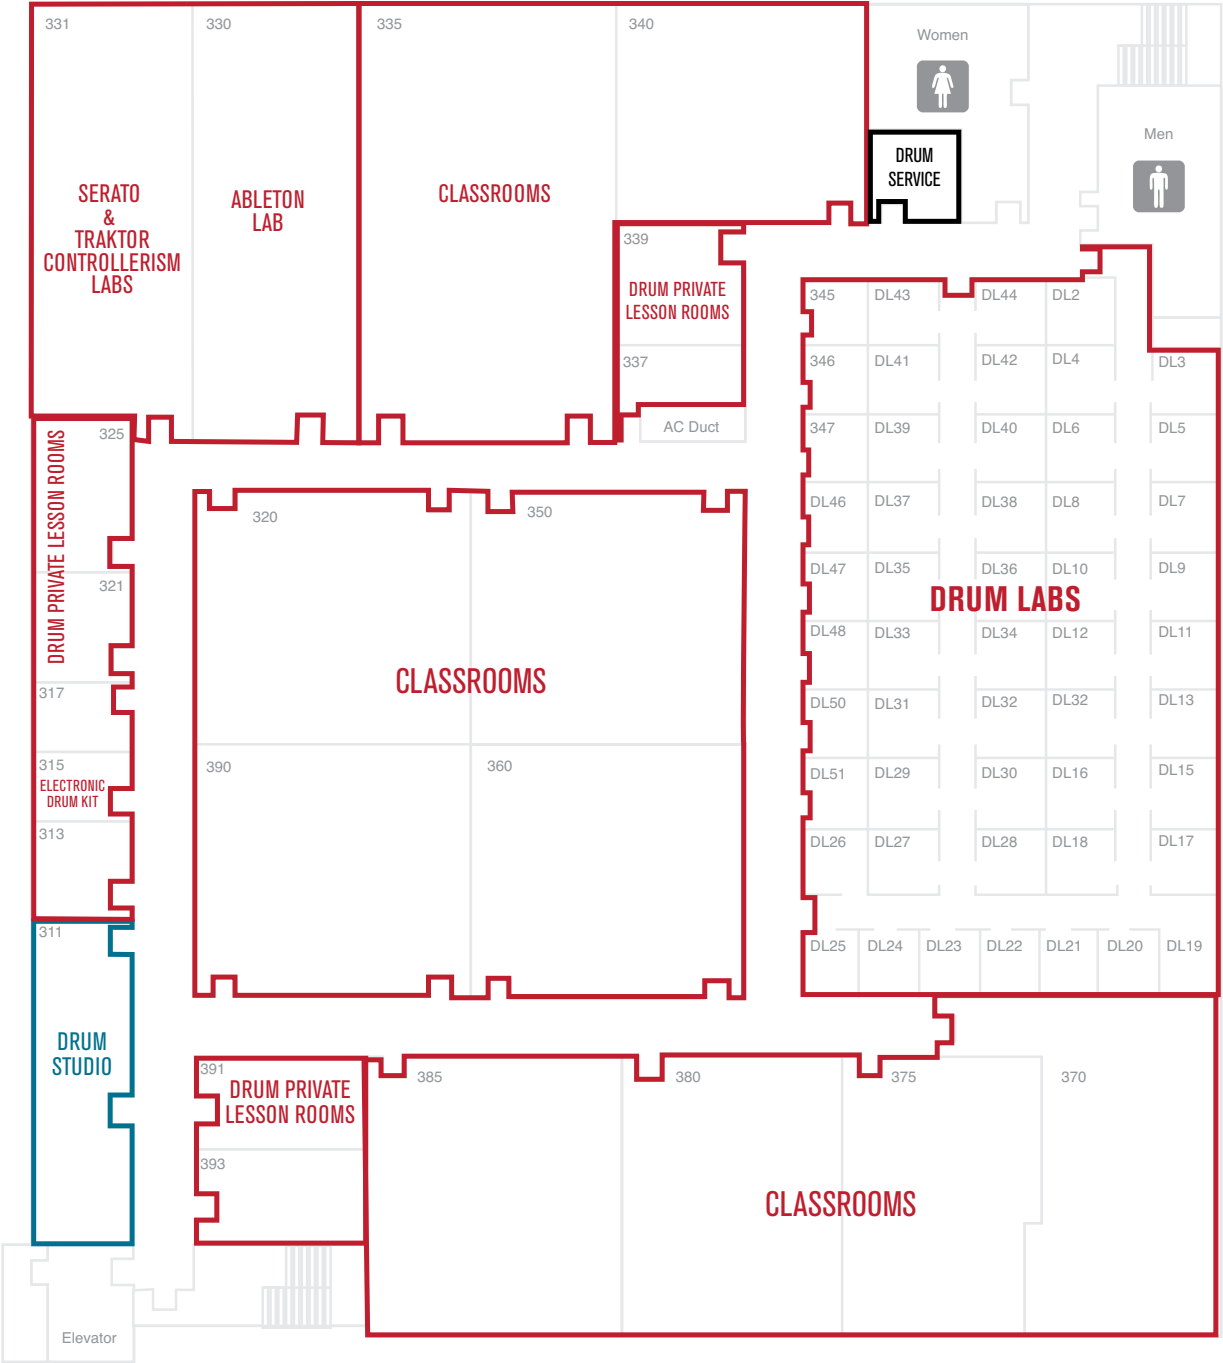 331
330
335
340
Women
Men
DRUM
SERVICE
SERATO
&
TRAKTOR
CONTROLLERISM
LABS
ABLETON
LAB
CLASSROOMS
339
DRUM PRIVATE
LESSON ROOMS
337
AC Duct
345
DL43
DL44
DL2
346
DL41
DL42
DL4
DL3
347
DL39
DL40
DL6
DL5
DL46
DL37
DL38
DL8
DL7
DL47
DL35
DL36
DL10
DL9
DRUM LABS
DL48
DL33
DL34
DL12
DL11
DL50
DL31
DL32
DL32
DL13
DL51
DL29
DL30
DL16
DL15
DL26
DL27
DL28
DL18
DL17
DL25
DL24
DL23
DL22
DL21
DL20
DL19
325
DRUM PRIVATE LESSON ROOMS
321
317
315
ELECTRONIC
DRUM KIT
313
311
DRUM
STUDIO
320
350
CLASSROOMS
390
360
391
DRUM PRIVATE
LESSON ROOMS
393
385
380
375
370
CLASSROOMS
Elevator